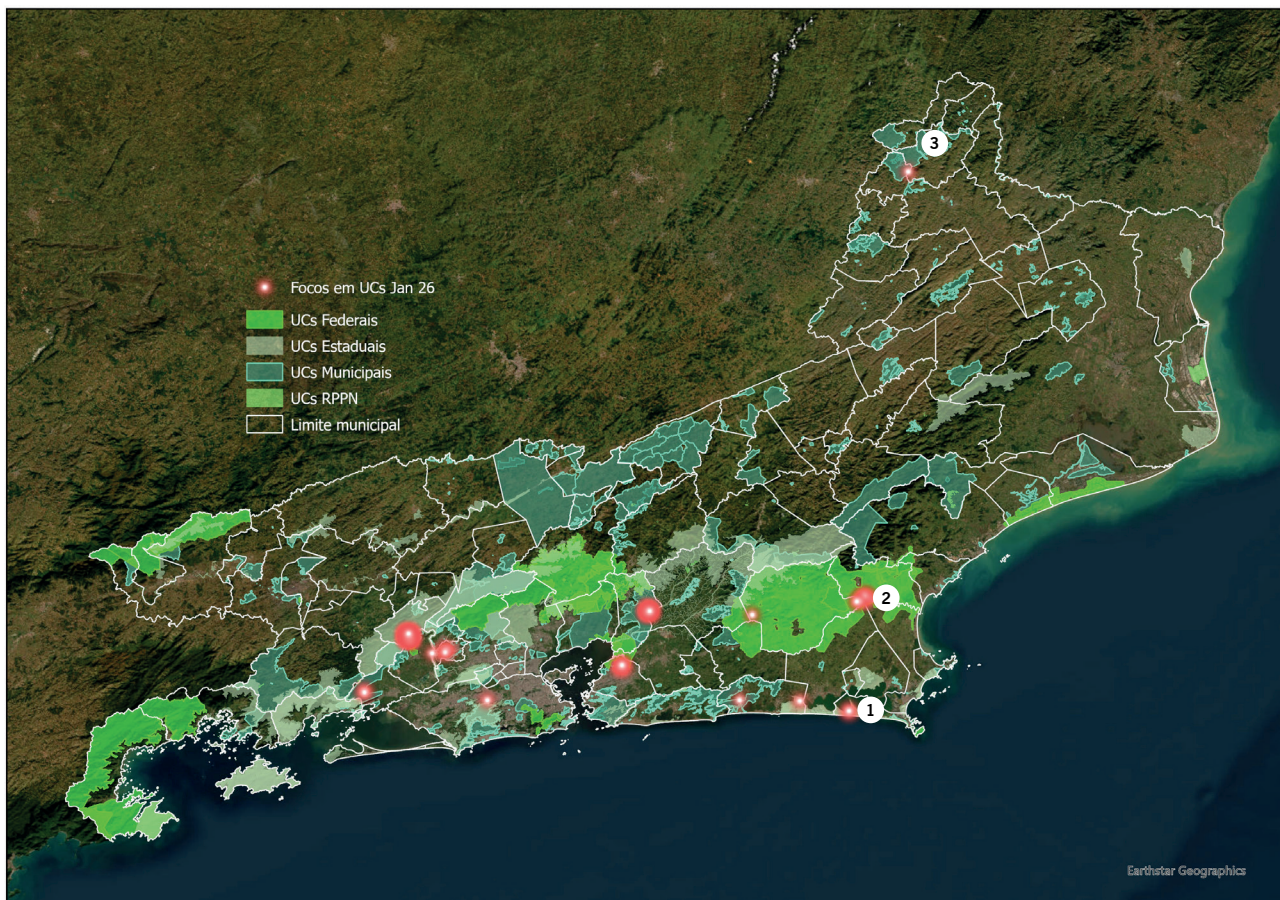 3
Focos em UCs Jan 26
UCs Federais
UCs Estaduais
UCs Municipais
UCs RPPN
Limite municipal
2
1
Earthstar Geographics